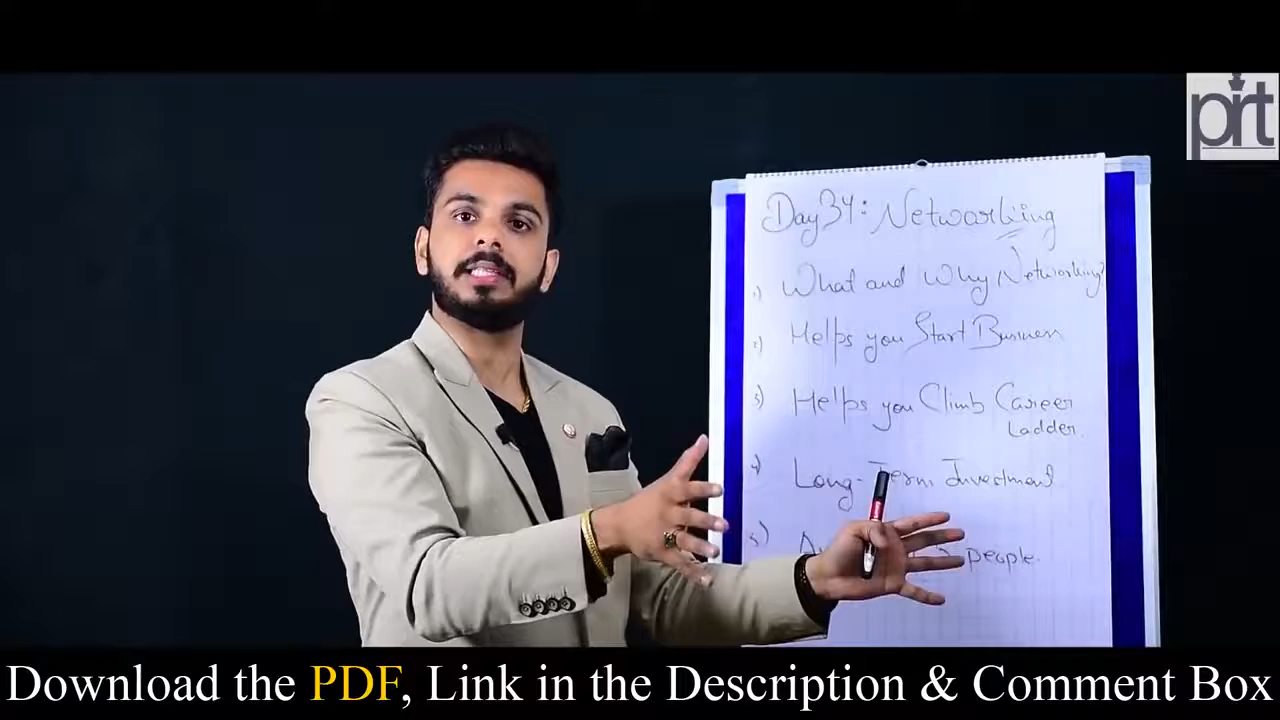 prt
Day 34: Networking
1) What and Why Networking?
2) Helps you Start Business
3) Helps you Climb Career
Ladder.
4) Long-Term Investment
5) people.
Download the PDF, Link in the Description & Comment Box